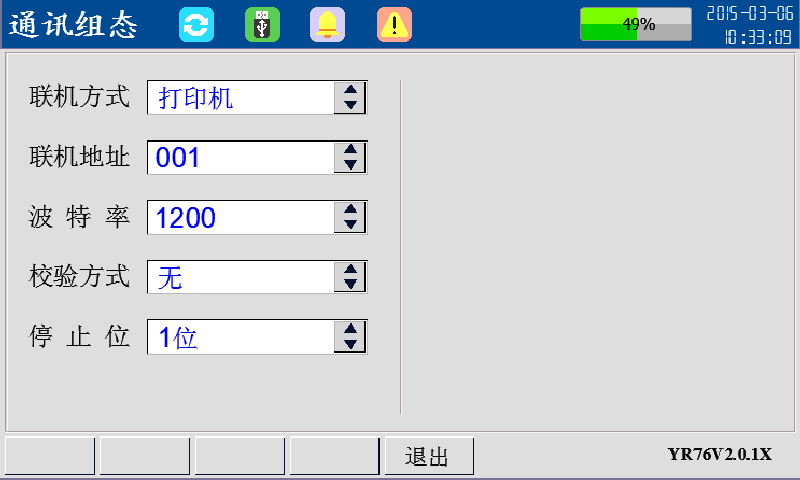 通讯组态
49%
2015-03-06
10:33:09
联机方式 打印机
联机地址 001
波特率 1200
校验方式 无
停止位 1位
退出
YR76V2.0.1X